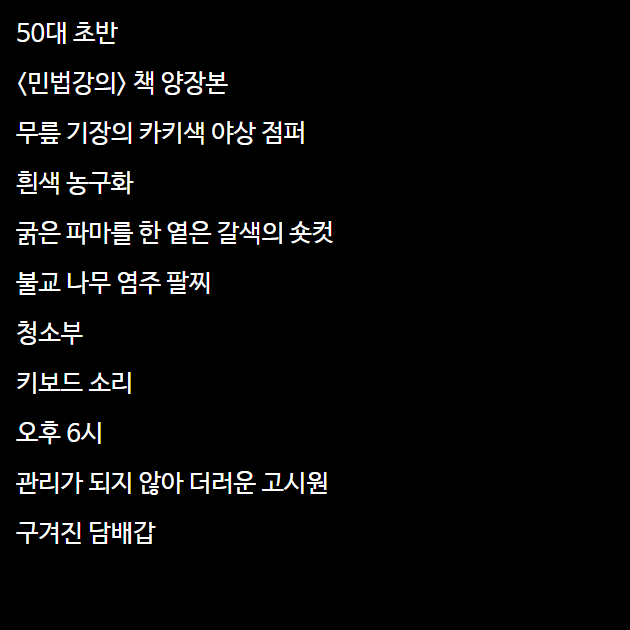 50대 초반
〈민법강의〉 책 양장본
무릎 기장의 카키색 야상 점퍼
흰색 농구화
굵은 파마를 한 옅은 갈색의 숏컷
불교 나무 염주 팔찌
청소부
키보드 소리
오후 6시
관리가 되지 않아 더러운 고시원
구겨진 담배갑